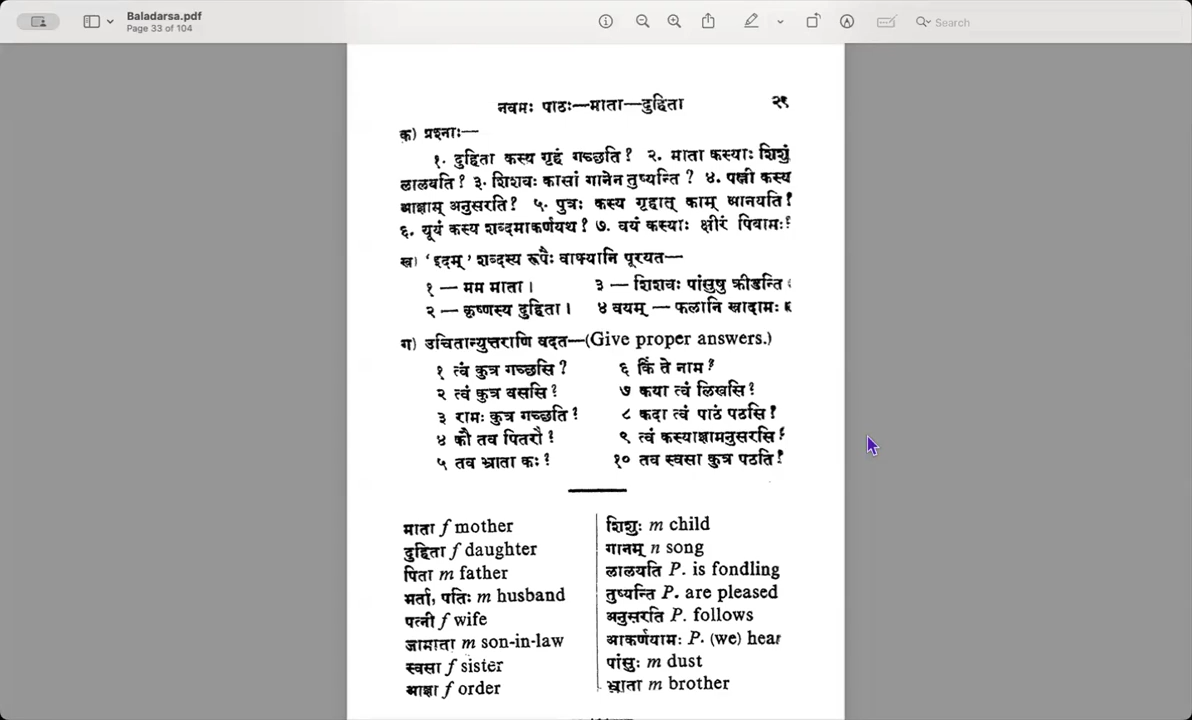 Baladarsa.pdf
Page 33 of 104
Search
नवमः पाठः—माता—दुहिता २९
क) प्रश्नाः—
१. दुहिता कस्य गृहं गच्छति? २. माता कस्याः शिशुं
लालयति? ३. शिशवः कासां गानेन तुष्यन्ति? ४. पत्नी कस्य
आज्ञाम् अनुसरति? ५. पुत्रः कस्य गृहात् काम् आनयति?
६. यूयं कस्य शब्दमाकर्णयथ? ७. वयं कस्याः क्षीरं पिबामः?
ख) 'इदम्' शब्दस्य रूपैः वाक्यानि पूरयत—
१ — मम माता। ३ — शिशवः पांसुषु क्रीडन्ति
२ — कृष्णस्य दुहिता। ४ वयम् — फलानि खादामः
ग) उचितान्युत्तराणि वदत—(Give proper answers.)
१ त्वं कुत्र गच्छसि? ६ किं ते नाम?
२ त्वं कुत्र वससि? ७ कया त्वं लिखसि?
३ रामः कुत्र गच्छति? ८ कदा त्वं पाठं पठसि?
४ कौ तव पितरौ? ९ त्वं कस्याज्ञामनुसरसि?
५ तव भ्राता कः? १० तव स्वसा कुत्र पठति?
माता f mother
दुहिता f daughter
पिता m father
भर्ता, पतिः m husband
पत्नी f wife
जामाता m son-in-law
स्वसा f sister
आज्ञा f order
शिशुः m child
गानम् n song
लालयति P. is fondling
तुष्यन्ति P. are pleased
अनुसरति P. follows
आकर्णयामः P. (we) hear
पांसुः m dust
भ्राता m brother